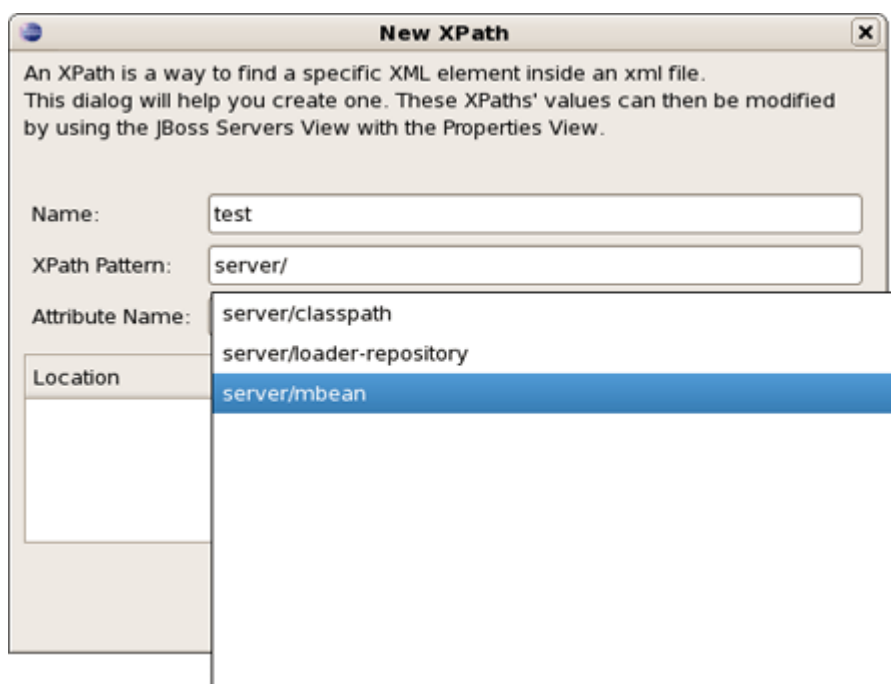 New XPath
An XPath is a way to find a specific XML element inside an xml file.
This dialog will help you create one. These XPaths' values can then be modified
by using the JBoss Servers View with the Properties View.
Name:
test
XPath Pattern:
server/
Attribute Name:
server/classpath
server/loader-repository
server/mbean
Location